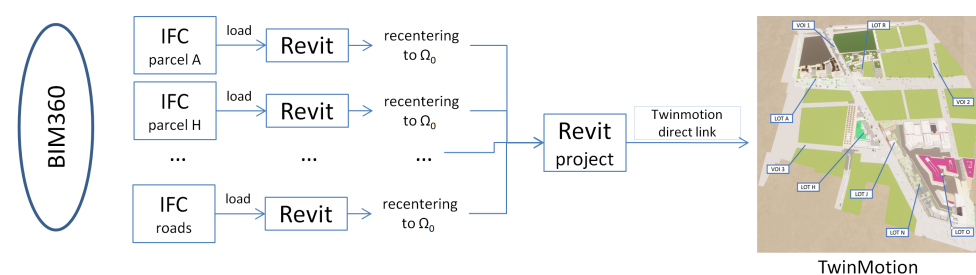 BIM360
IFC
parcel A
load
Revit
recentering
to Ω₀
IFC
parcel H
load
Revit
recentering
to Ω₀
...
...
...
IFC
roads
load
Revit
recentering
to Ω₀
Revit
project
Twinmotion
direct link
VOI 1
LOT R
VOI 2
LOT A
VOI 3
LOT H
LOT J
LOT N
LOT O
TwinMotion